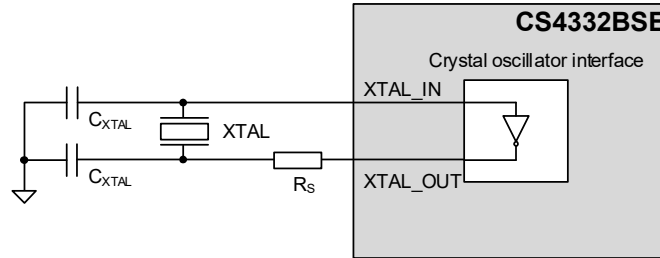 CS4332BSE
Crystal oscillator interface
XTAL_IN
CXTAL
XTAL
CXTAL
RS
XTAL_OUT